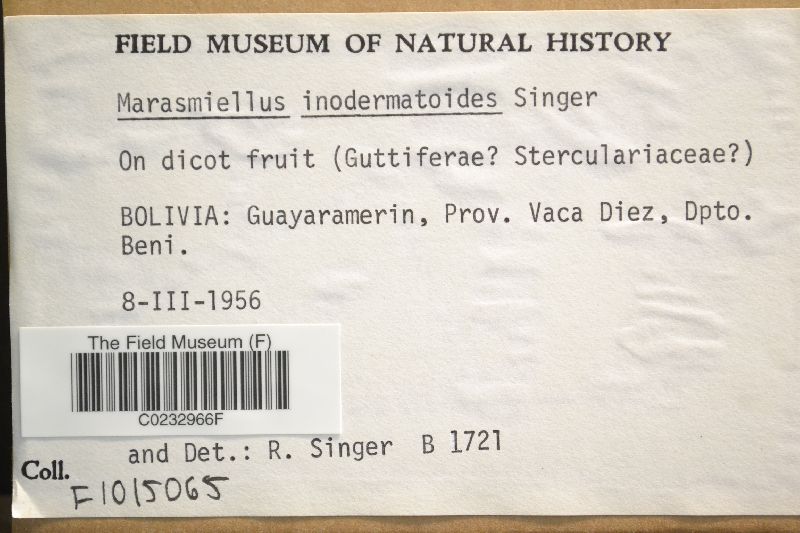 FIELD MUSEUM OF NATURAL HISTORY
Marasmiellus inodermatoides Singer
On dicot fruit (Guttiferae? Sterculariaceae?)
BOLIVIA: Guayaramerin, Prov. Vaca Diez, Dpto.
Beni.
8-III-1956
The Field Museum (F)
C0232966F
and Det.: R. Singer B 1721
Coll.
F1015065